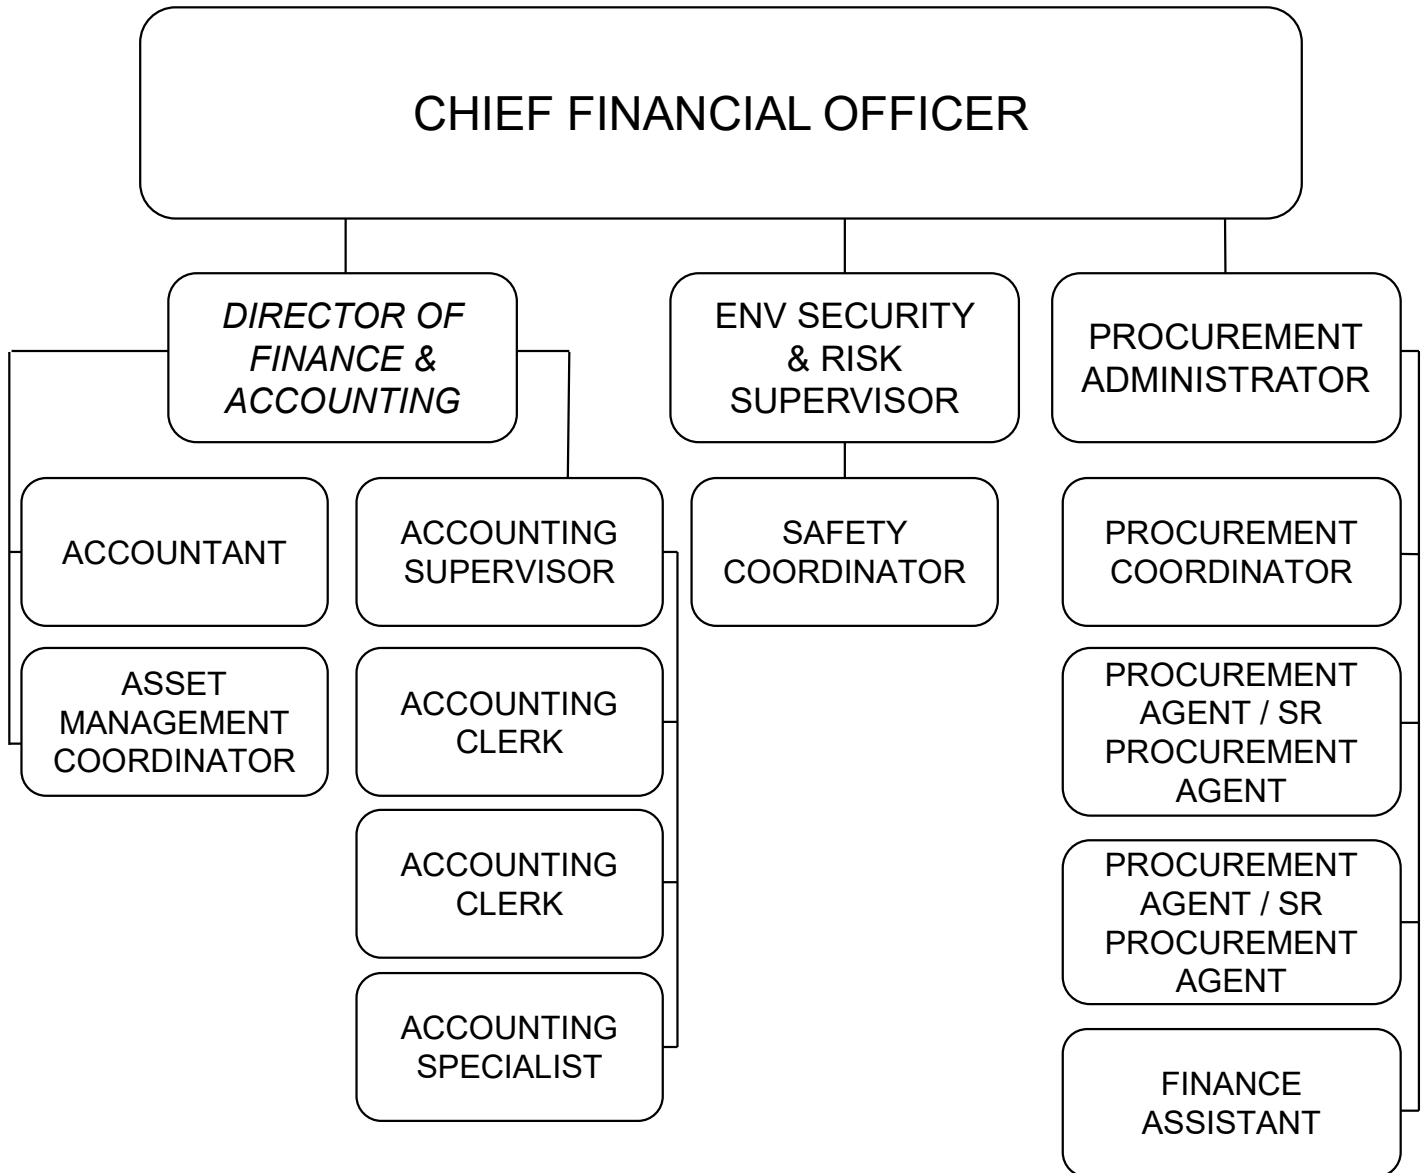 CHIEF FINANCIAL OFFICER
DIRECTOR OF
FINANCE &
ACCOUNTING
ENV SECURITY
& RISK
SUPERVISOR
PROCUREMENT
ADMINISTRATOR
ACCOUNTANT
ACCOUNTING
SUPERVISOR
SAFETY
COORDINATOR
PROCUREMENT
COORDINATOR
ASSET
MANAGEMENT
COORDINATOR
ACCOUNTING
CLERK
PROCUREMENT
AGENT / SR
PROCUREMENT
AGENT
ACCOUNTING
CLERK
PROCUREMENT
AGENT / SR
PROCUREMENT
AGENT
ACCOUNTING
SPECIALIST
FINANCE
ASSISTANT